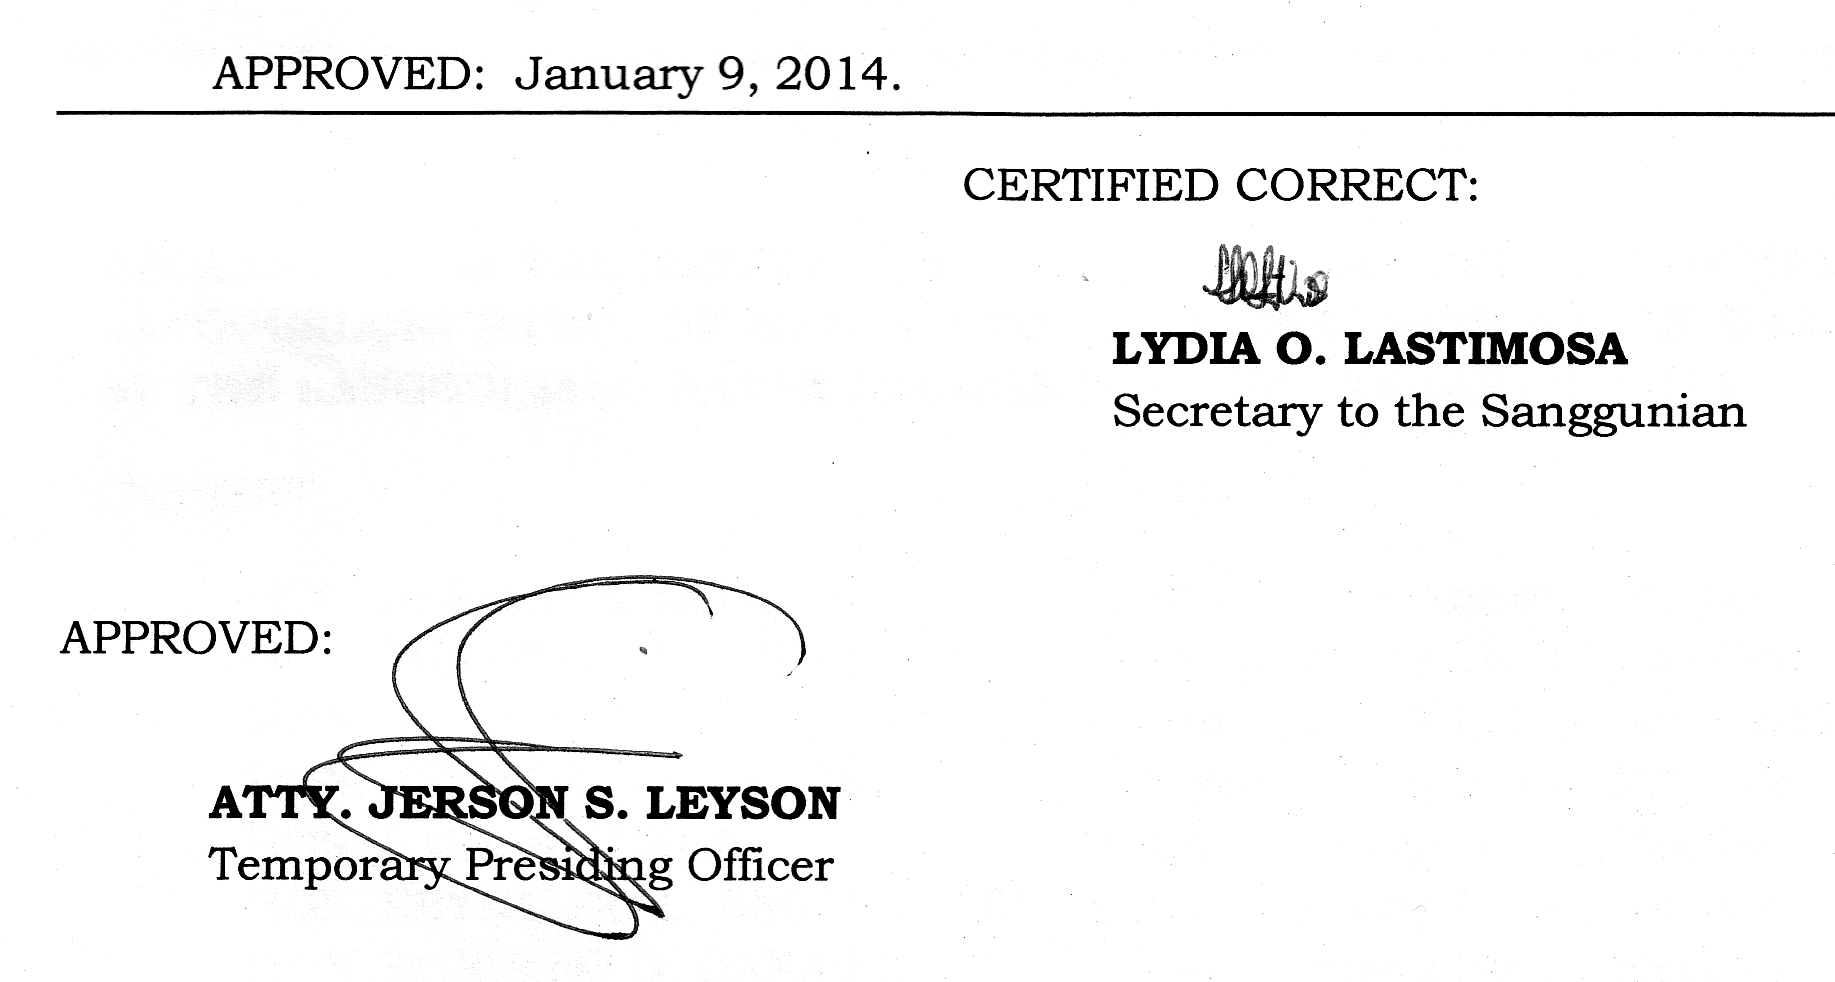 APPROVED: January 9, 2014.
CERTIFIED CORRECT:
LYDIA O. LASTIMOSA
Secretary to the Sanggunian
APPROVED:
ATTY. JERSON S. LEYSON
Temporary Presiding Officer